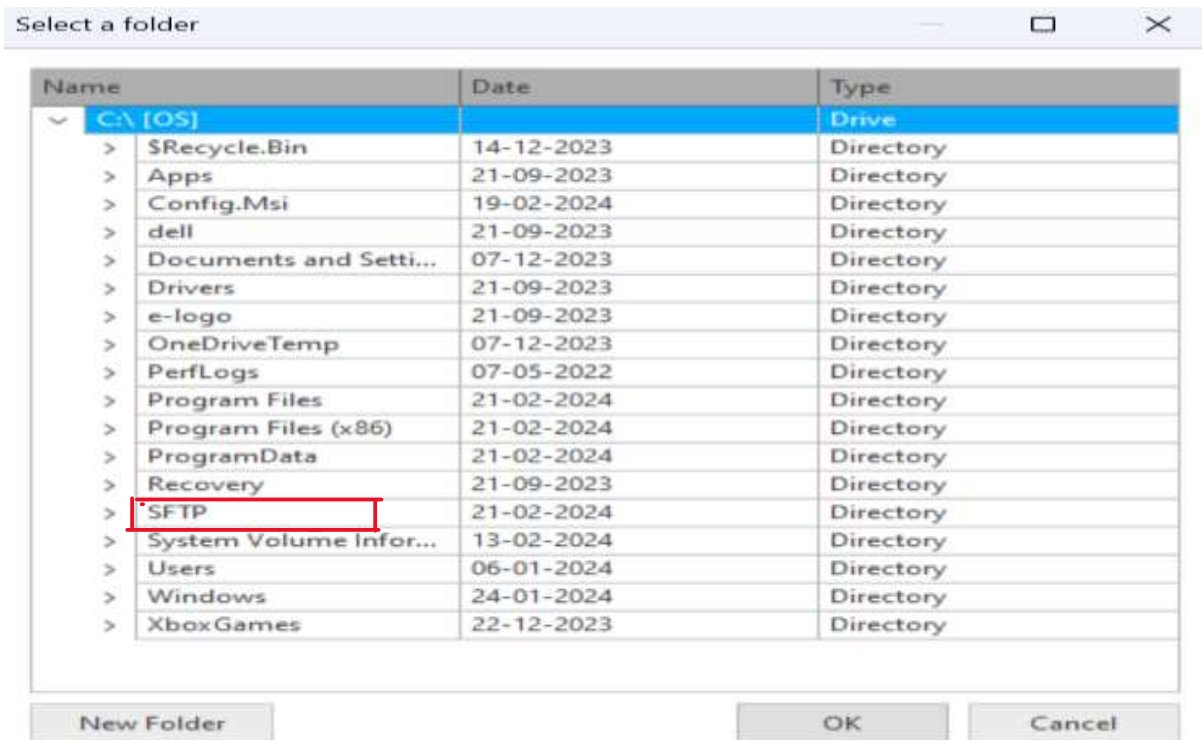 Select a folder
Name Date Type
C:\ [OS] Drive
$Recycle.Bin 14-12-2023 Directory
Apps 21-09-2023 Directory
Config.Msi 19-02-2024 Directory
dell 21-09-2023 Directory
Documents and Setti... 07-12-2023 Directory
Drivers 21-09-2023 Directory
e-logo 21-09-2023 Directory
OneDriveTemp 07-12-2023 Directory
PerfLogs 07-05-2022 Directory
Program Files 21-02-2024 Directory
Program Files (x86) 21-02-2024 Directory
ProgramData 21-02-2024 Directory
Recovery 21-09-2023 Directory
SFTP 21-02-2024 Directory
System Volume Infor... 13-02-2024 Directory
Users 06-01-2024 Directory
Windows 24-01-2024 Directory
XboxGames 22-12-2023 Directory
New Folder OK Cancel